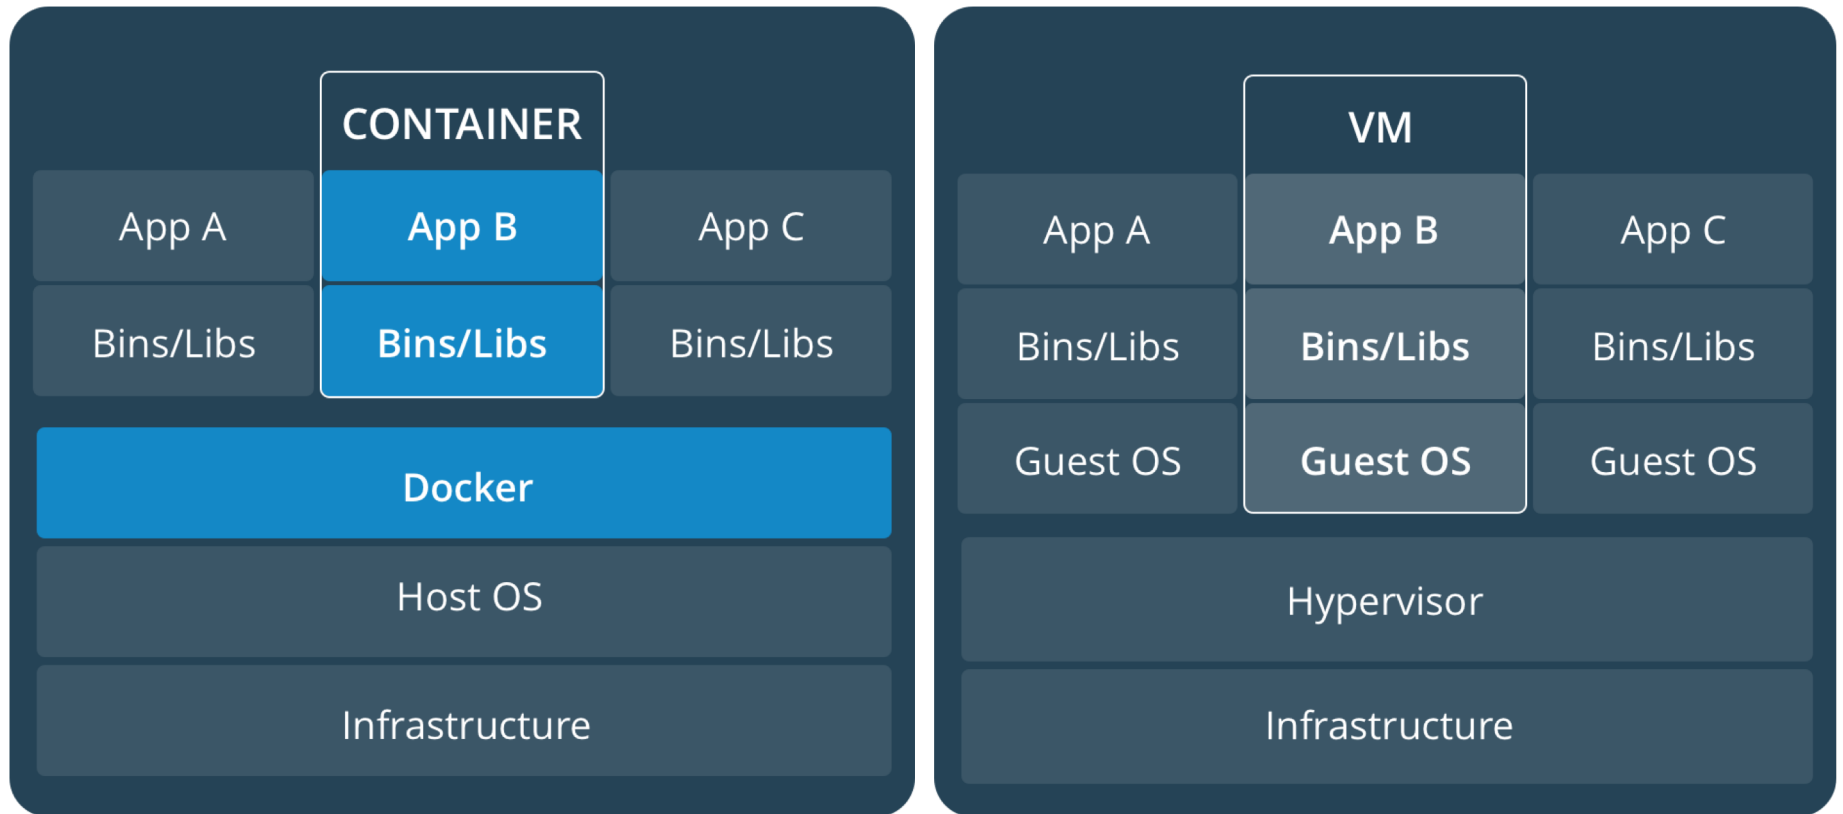 CONTAINER
App A
App B
App C
Bins/Libs
Bins/Libs
Bins/Libs
Docker
Host OS
Infrastructure
VM
App A
App B
App C
Bins/Libs
Bins/Libs
Bins/Libs
Guest OS
Guest OS
Guest OS
Hypervisor
Infrastructure